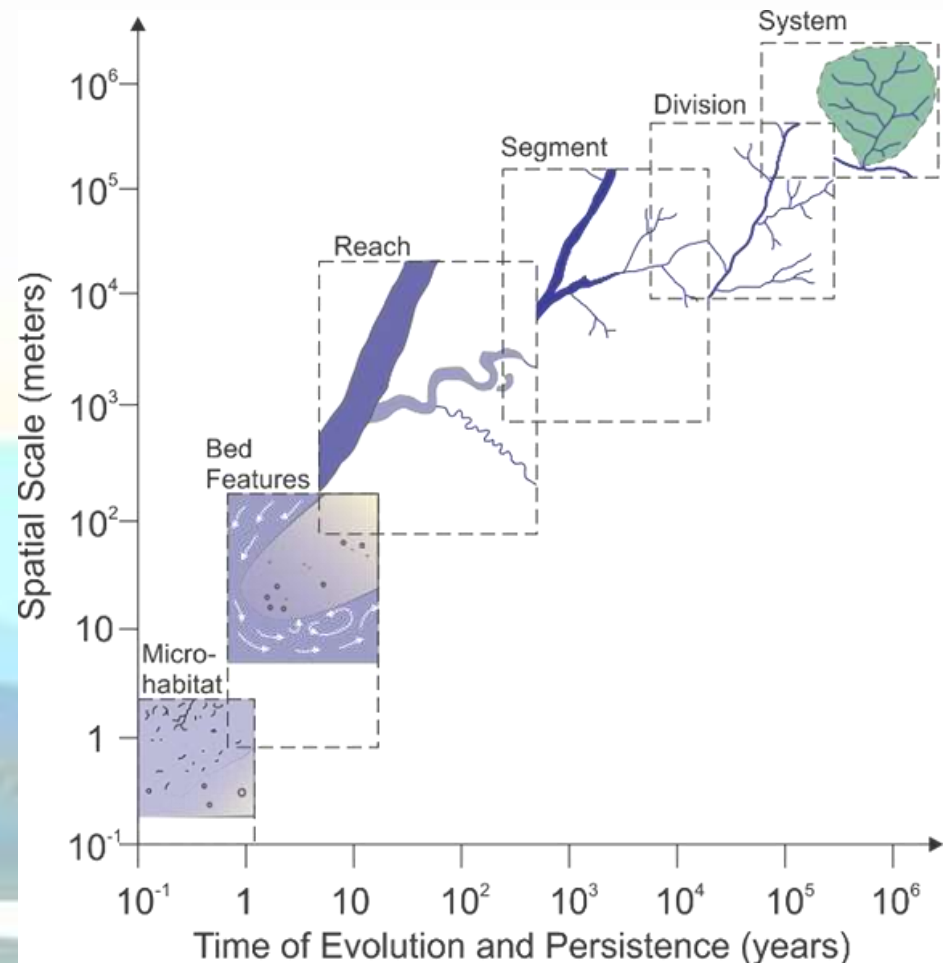 System
Division
Segment
Reach
Bed
Features
Micro-
habitat
Spatial Scale (meters)
10⁶
10⁵
10⁴
10³
10²
10
1
10⁻¹
10⁻¹ 1 10 10² 10³ 10⁴ 10⁵ 10⁶
Time of Evolution and Persistence (years)